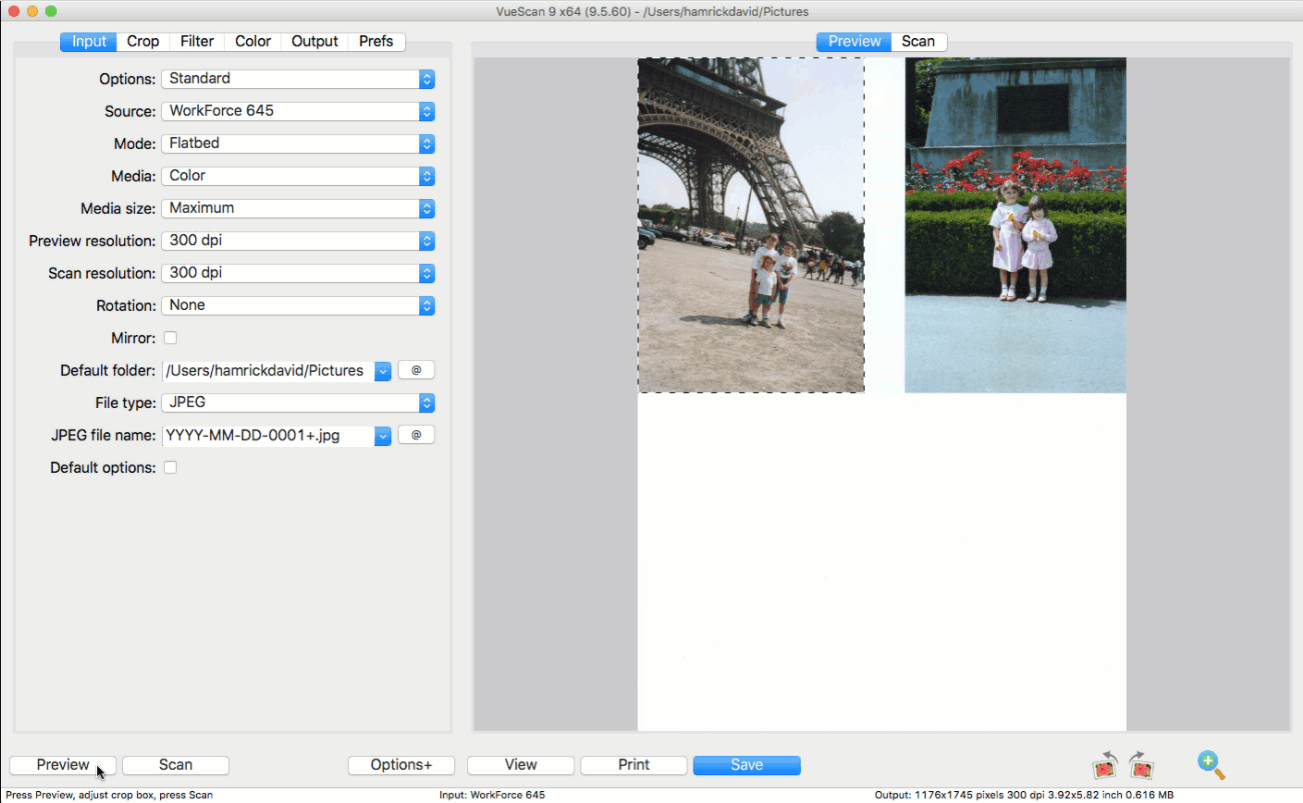 VueScan 9 x64 (9.5.60) - /Users/hamrickdavid/Pictures
Input Crop Filter Color Output Prefs
Preview Scan
Options: Standard
Source: WorkForce 645
Mode: Flatbed
Media: Color
Media size: Maximum
Preview resolution: 300 dpi
Scan resolution: 300 dpi
Rotation: None
Mirror:
Default folder: /Users/hamrickdavid/Pictures @
File type: JPEG
JPEG file name: YYYY-MM-DD-0001+.jpg @
Default options:
Preview Scan Options+ View Print Save
Press Preview, adjust crop box, press Scan Input: WorkForce 645 Output: 1176x1745 pixels 300 dpi 3.92x5.82 inch 0.616 MB